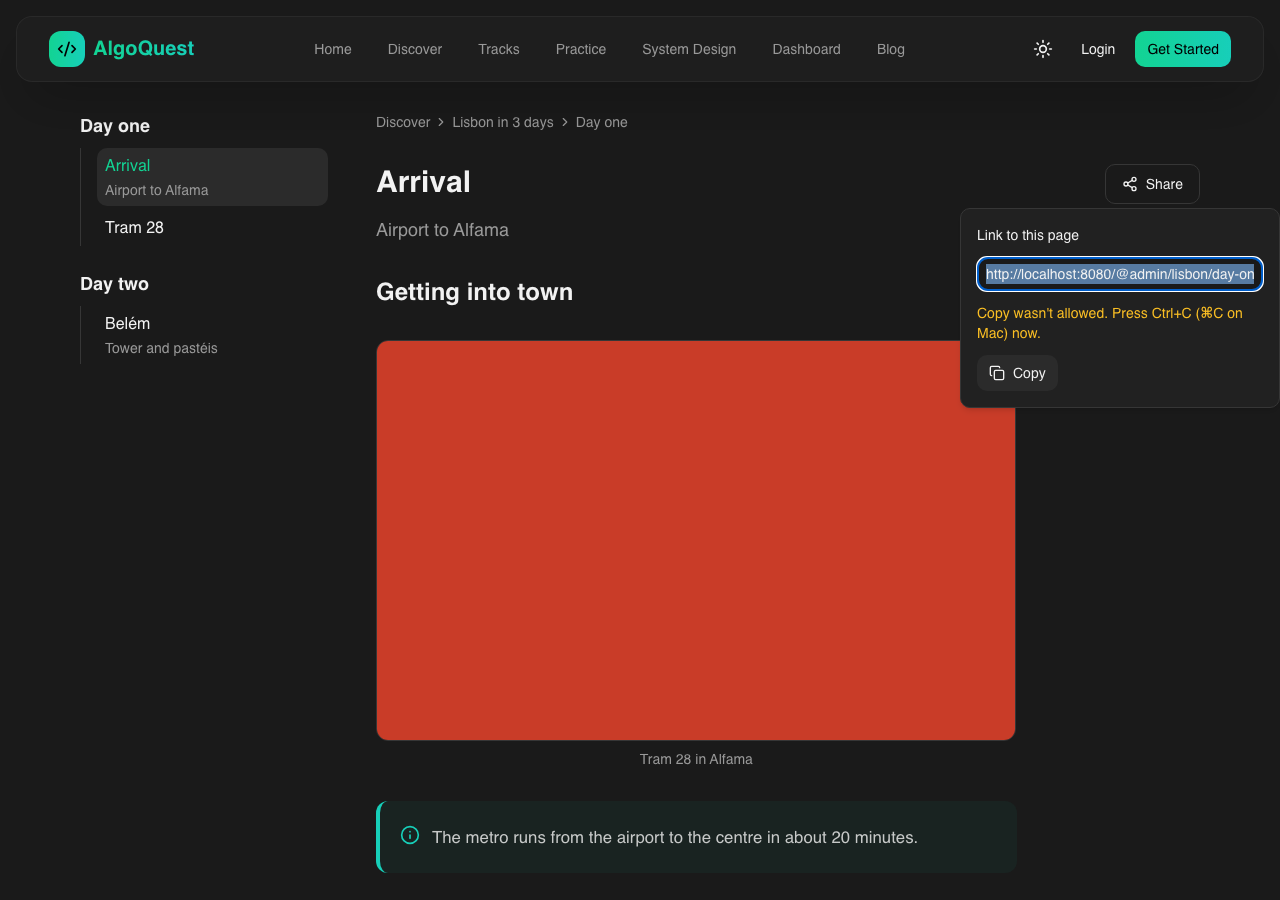 </> AlgoQuest
Home Discover Tracks Practice System Design Dashboard Blog
Login Get Started
Day one
Arrival
Airport to Alfama
Tram 28
Day two
Belém
Tower and pastéis
Discover > Lisbon in 3 days > Day one
Arrival
Airport to Alfama
Share
Link to this page
http://localhost:8080/@admin/lisbon/day-on
Copy wasn't allowed. Press Ctrl+C (⌘C on
Mac) now.
Copy
Getting into town
Tram 28 in Alfama
The metro runs from the airport to the centre in about 20 minutes.